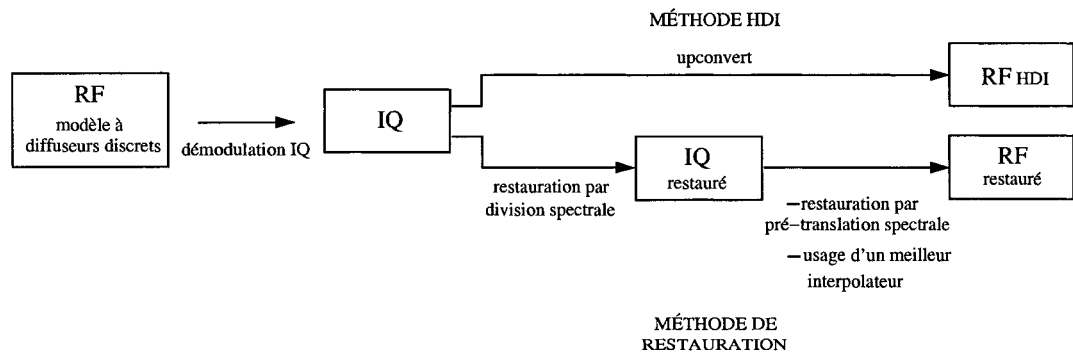 MÉTHODE HDI
upconvert
RF HDI
RF
modèle à
diffuseurs discrets
démodulation IQ
IQ
restauration par
division spectrale
IQ
restauré
—restauration par
pré-translation spectrale
—usage d'un meilleur
interpolateur
RF
restauré
MÉTHODE DE
RESTAURATION